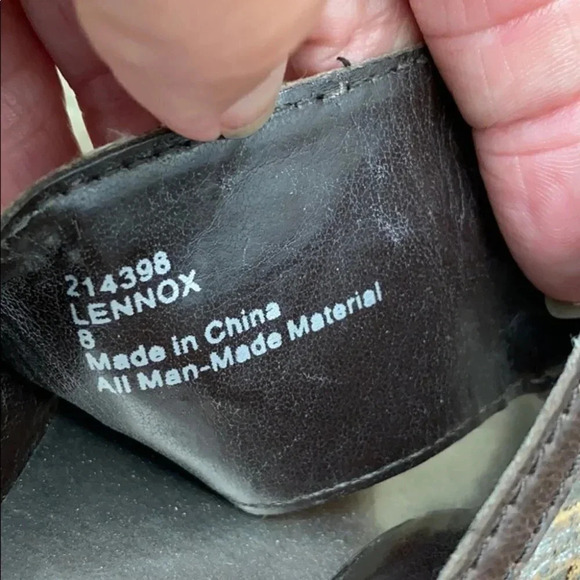 214398
LENNOX
8
Made in China
All Man-Made Material